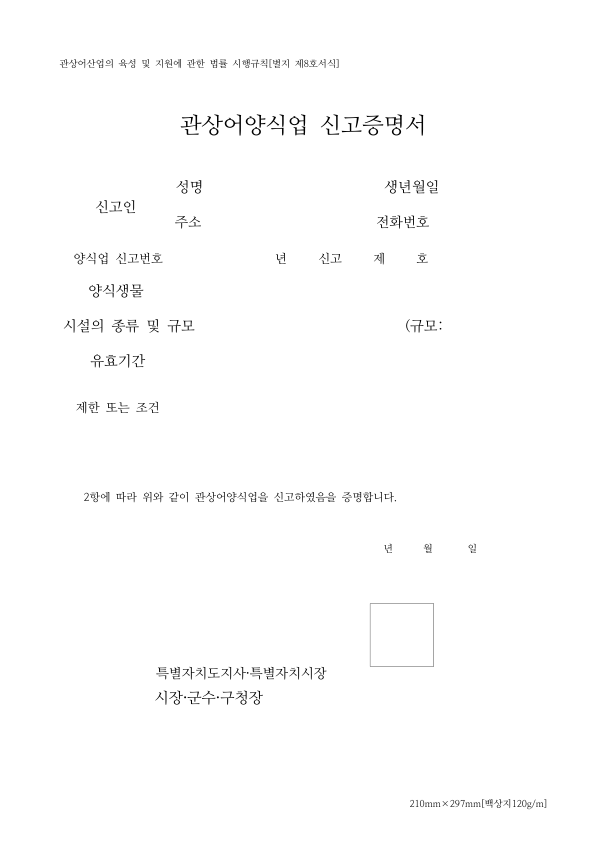 관상어산업의 육성 및 지원에 관한 법률 시행규칙[별지 제8호서식]
관상어양식업 신고증명서
성명 생년월일
신고인
주소 전화번호
양식업 신고번호 년 신고 제 호
양식생물
시설의 종류 및 규모 (규모:
유효기간
제한 또는 조건
2항에 따라 위와 같이 관상어양식업을 신고하였음을 증명합니다.
년 월 일
특별자치도지사·특별자치시장
시장·군수·구청장
210mm×297mm[백상지120g/m]